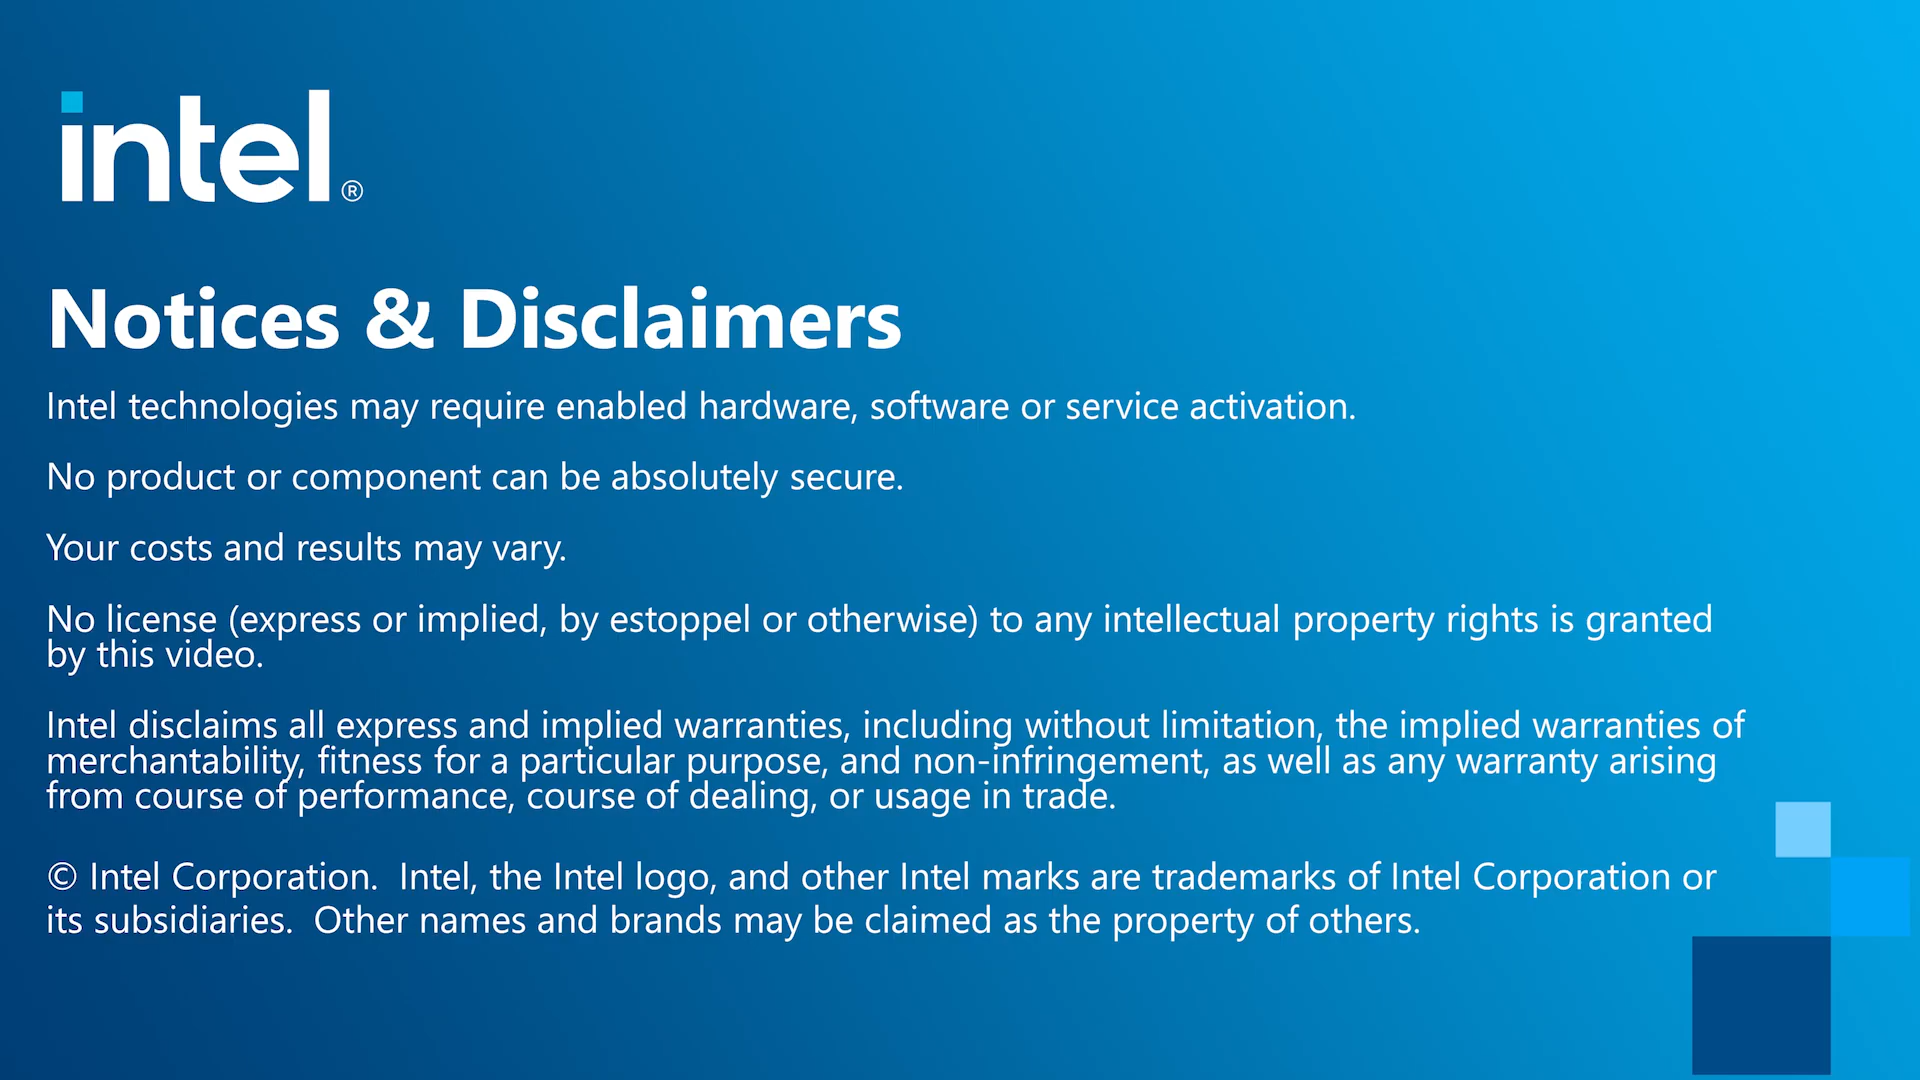 intel®
Notices & Disclaimers
Intel technologies may require enabled hardware, software or service activation.
No product or component can be absolutely secure.
Your costs and results may vary.
No license (express or implied, by estoppel or otherwise) to any intellectual property rights is granted
by this video.
Intel disclaims all express and implied warranties, including without limitation, the implied warranties of
merchantability, fitness for a particular purpose, and non-infringement, as well as any warranty arising
from course of performance, course of dealing, or usage in trade.
© Intel Corporation.  Intel, the Intel logo, and other Intel marks are trademarks of Intel Corporation or
its subsidiaries.  Other names and brands may be claimed as the property of others.